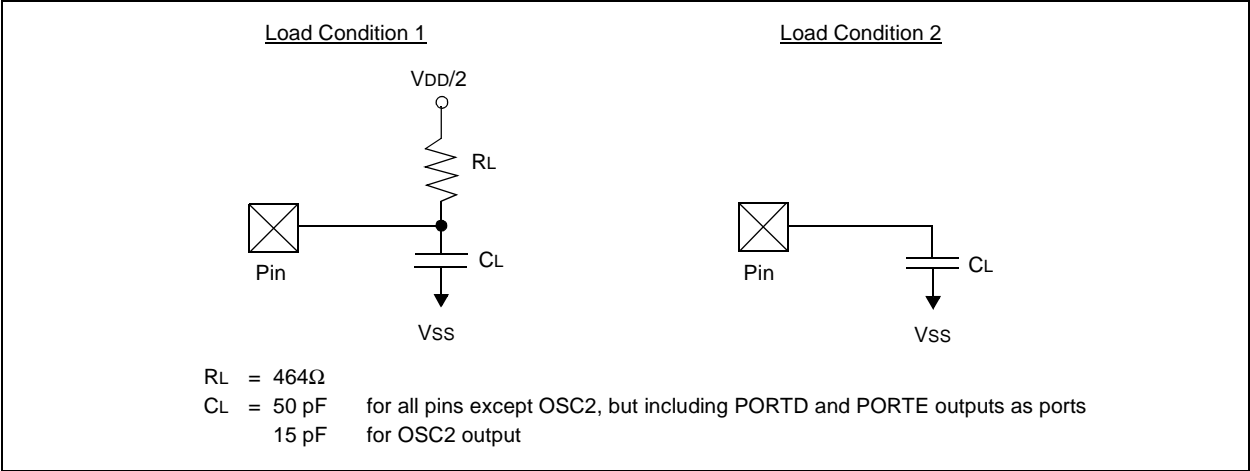 Load Condition 1
VDD/2
RL
Pin
CL
VSS
Load Condition 2
Pin
CL
VSS
RL = 464Ω
CL = 50 pF for all pins except OSC2, but including PORTD and PORTE outputs as ports
15 pF for OSC2 output